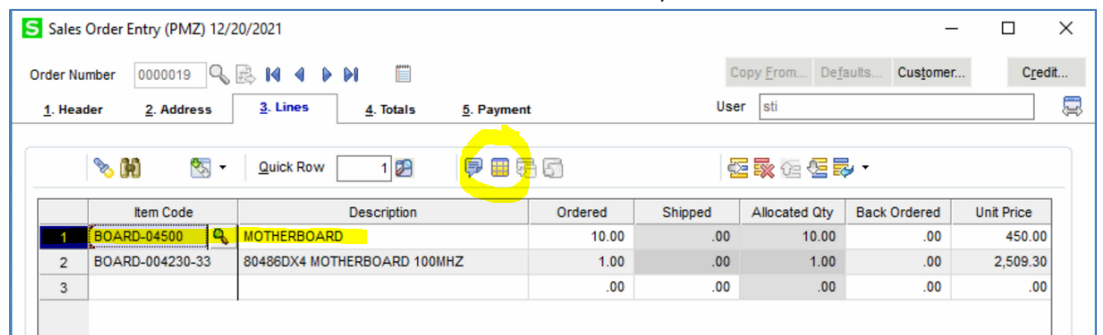 S Sales Order Entry (PMZ) 12/20/2021
Order Number 0000019 Copy From... Defaults... Customer... Credit...
1. Header 2. Address 3. Lines 4. Totals 5. Payment User sti
Quick Row 1
Item Code Description Ordered Shipped Allocated Qty Back Ordered Unit Price
1 BOARD-04500 MOTHERBOARD 10.00 .00 10.00 .00 450.00
2 BOARD-004230-33 80486DX4 MOTHERBOARD 100MHZ 1.00 .00 1.00 .00 2,509.30
3 .00 .00 .00 .00 .00